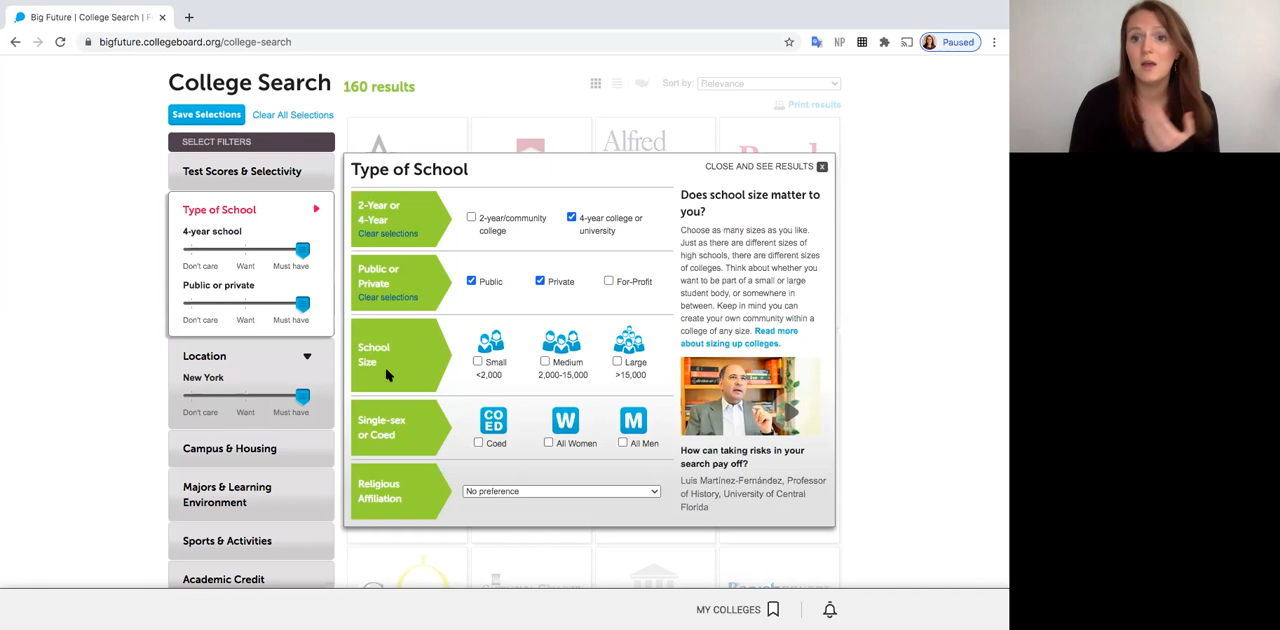 Big Future | College Search | Fi
bigfuture.collegeboard.org/college-search
NP
Paused
College Search
160 results
Sort by:
Relevance
Save Selections
Clear All Selections
Print results
SELECT FILTERS
Test Scores & Selectivity
Type of School
4-year school
Don't care
Want
Must have
Public or private
Don't care
Want
Must have
Location
New York
Don't care
Want
Must have
Campus & Housing
Majors & Learning
Environment
Sports & Activities
Academic Credit
Alfred
Type of School
CLOSE AND SEE RESULTS X
2-Year or
4-Year
Clear selections
2-year/community
college
4-year college or
university
Public or
Private
Clear selections
Public
Private
For-Profit
School
Size
Small
<2,000
Medium
2,000-15,000
Large
>15,000
Single-sex
or Coed
CO
ED
Coed
W
All Women
M
All Men
Religious
Affiliation
No preference
Does school size matter to
you?
Choose as many sizes as you like.
Just as there are different sizes of
high schools, there are different sizes
of colleges. Think about whether you
want to be part of a small or large
student body, or somewhere in
between. Keep in mind you can
create your own community within a
college of any size. Read more
about sizing up colleges.
How can taking risks in your
search pay off?
Luis Martínez-Fernández, Professor
of History, University of Central
Florida
MY COLLEGES